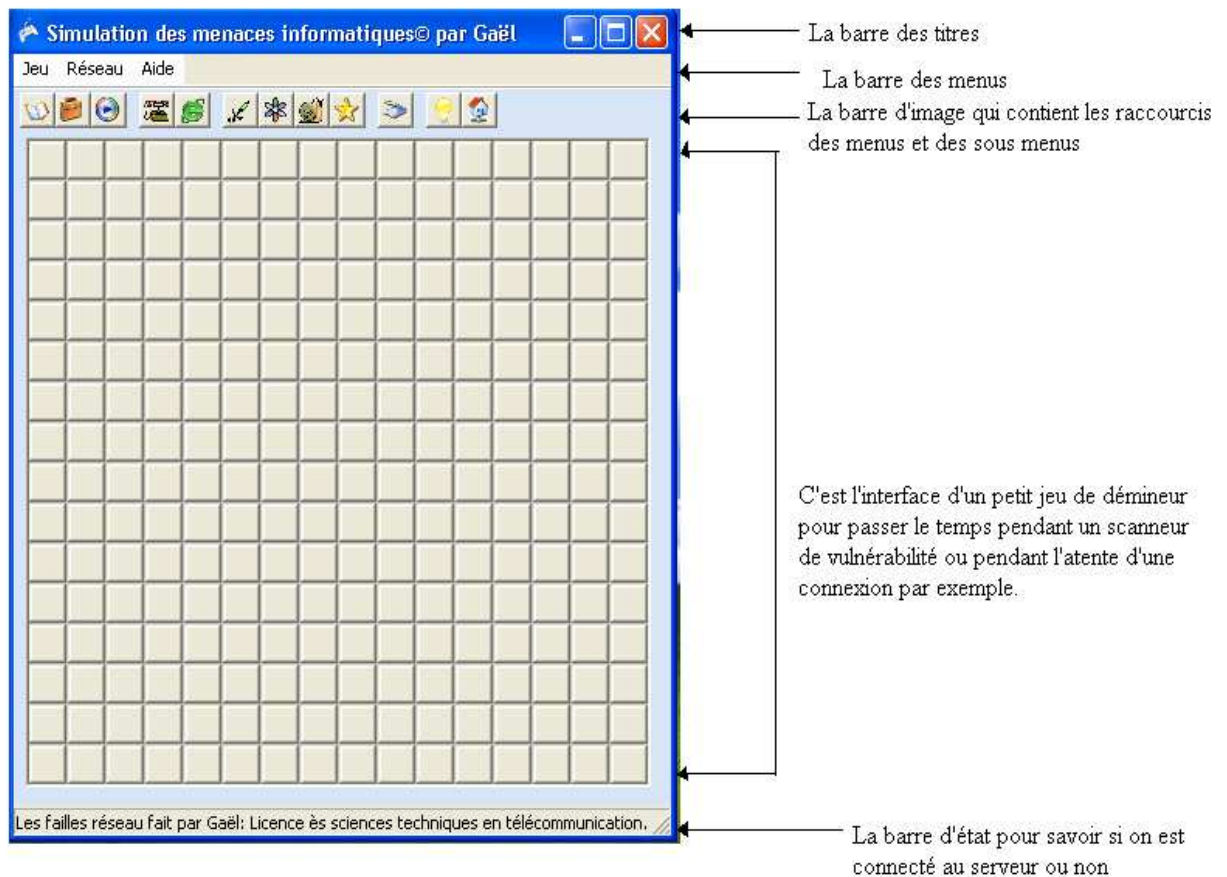 Simulation des menaces informatiques© par Gaël
La barre des titres
Jeu Réseau Aide
La barre des menus
La barre d'image qui contient les raccourcis
des menus et des sous menus
C'est l'interface d'un petit jeu de démineur
pour passer le temps pendant un scanneur
de vulnérabilité ou pendant l'atente d'une
connexion par exemple.
Les failles réseau fait par Gaël: Licence ès sciences techniques en télécommunication.
La barre d'état pour savoir si on est
connecté au serveur ou non